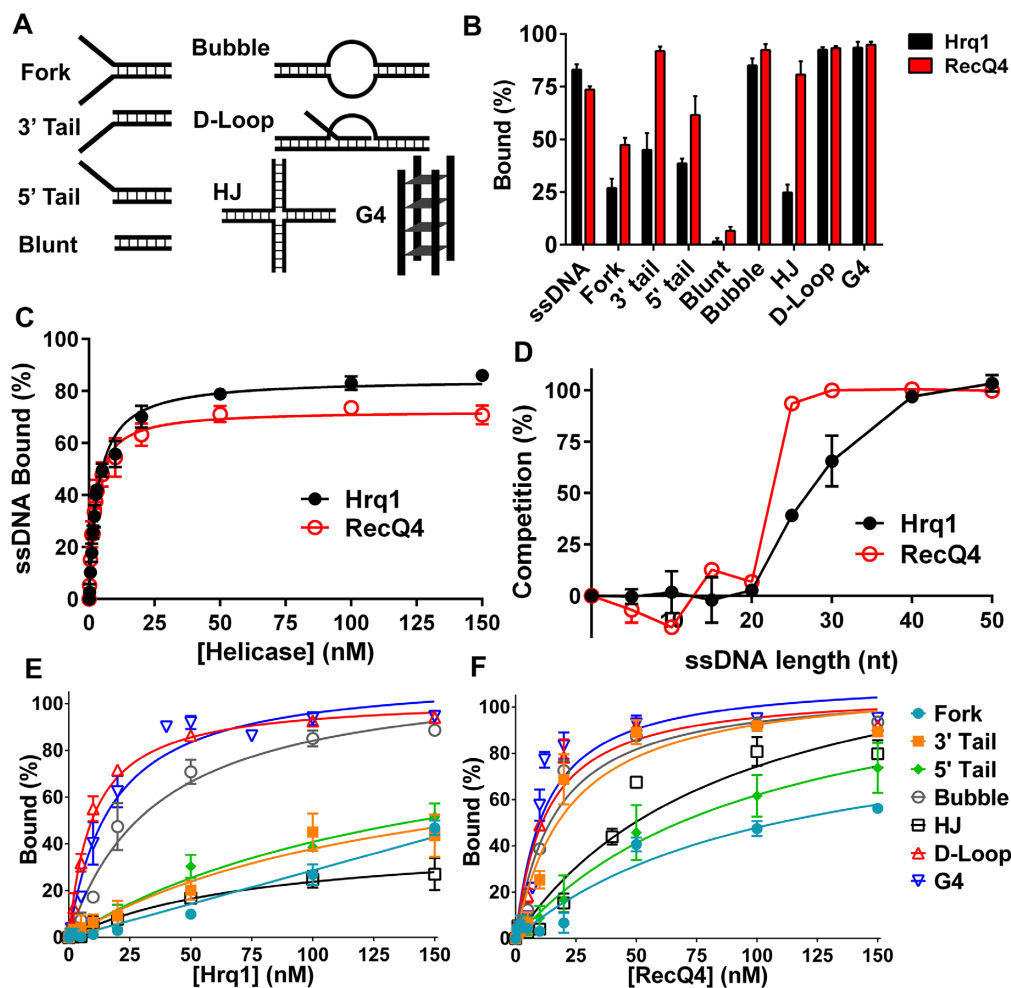 A
Fork
3' Tail
5' Tail
Blunt
Bubble
D-Loop
HJ
G4
B
Bound (%)
100
75
50
25
0
Hrq1
RecQ4
ssDNA
Fork
3' tail
5' tail
Blunt
Bubble
HJ
D-Loop
G4
C
ssDNA Bound (%)
100
80
60
40
20
0
Hrq1
RecQ4
0 25 50 75 100 125 150
[Helicase] (nM)
D
Competition (%)
100
75
50
25
0
Hrq1
RecQ4
10 20 30 40 50
ssDNA length (nt)
E
Bound (%)
100
80
60
40
20
0
0 25 50 75 100 125 150
[Hrq1] (nM)
F
Bound (%)
100
80
60
40
20
0
0 25 50 75 100 125 150
[RecQ4] (nM)
Fork
3' Tail
5' Tail
Bubble
HJ
D-Loop
G4